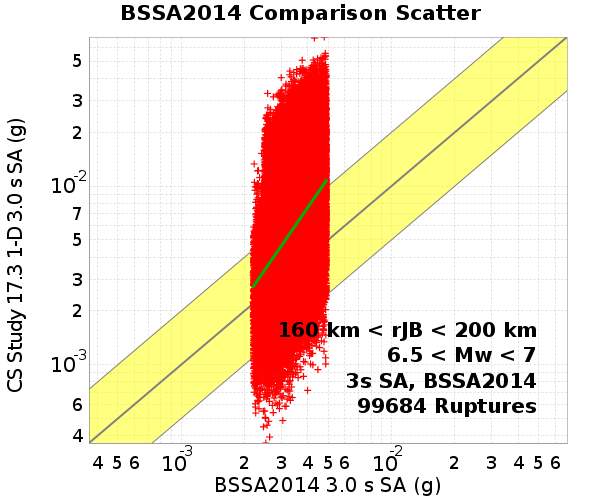 BSSA2014 Comparison Scatter
CS Study 17.3 1-D 3.0 s SA (g)
5
3
2
10-2
7
5
3
2
10-3
6
4
160 km < rJB < 200 km
6.5 < Mw < 7
3s SA, BSSA2014
99684 Ruptures
4 5 6 10-3 2 3 4 5 6 10-2 2 3 4 5 6
BSSA2014 3.0 s SA (g)